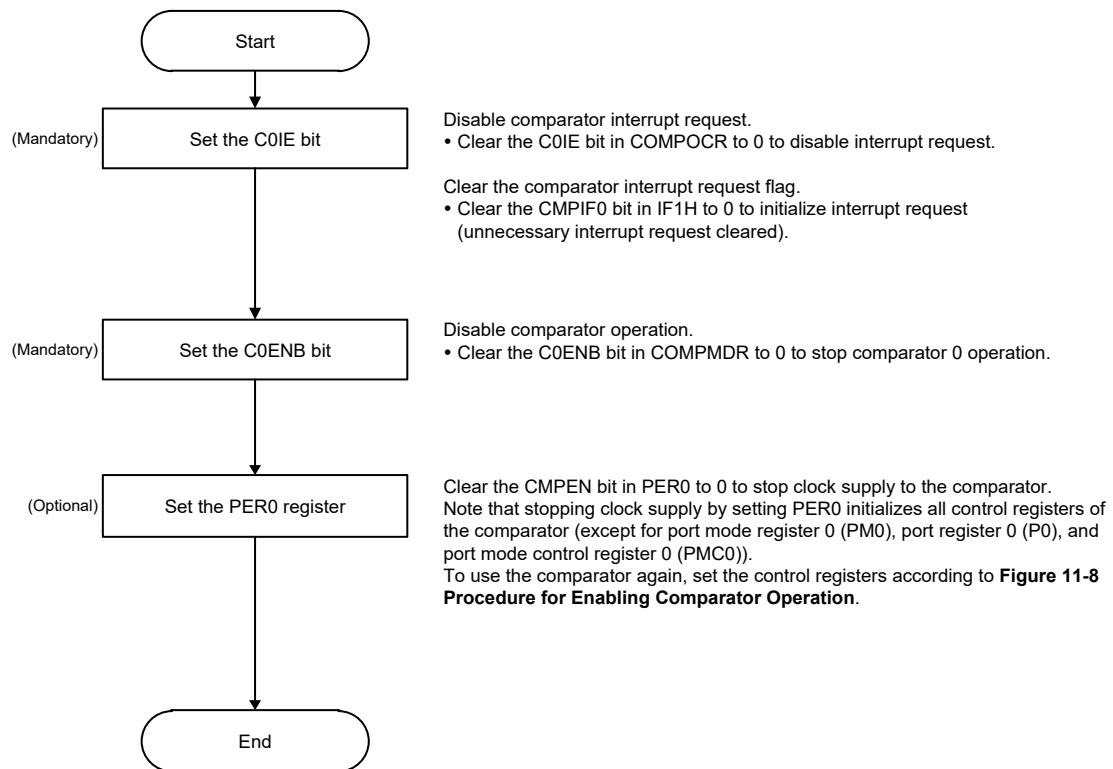 Start
(Mandatory)
Set the C0IE bit
Disable comparator interrupt request.
• Clear the C0IE bit in COMPOCR to 0 to disable interrupt request.
Clear the comparator interrupt request flag.
• Clear the CMPIF0 bit in IF1H to 0 to initialize interrupt request
(unnecessary interrupt request cleared).
(Mandatory)
Set the C0ENB bit
Disable comparator operation.
• Clear the C0ENB bit in COMPMDR to 0 to stop comparator 0 operation.
(Optional)
Set the PER0 register
Clear the CMPEN bit in PER0 to 0 to stop clock supply to the comparator.
Note that stopping clock supply by setting PER0 initializes all control registers of
the comparator (except for port mode register 0 (PM0), port register 0 (P0), and
port mode control register 0 (PMC0)).
To use the comparator again, set the control registers according to Figure 11-8
Procedure for Enabling Comparator Operation.
End